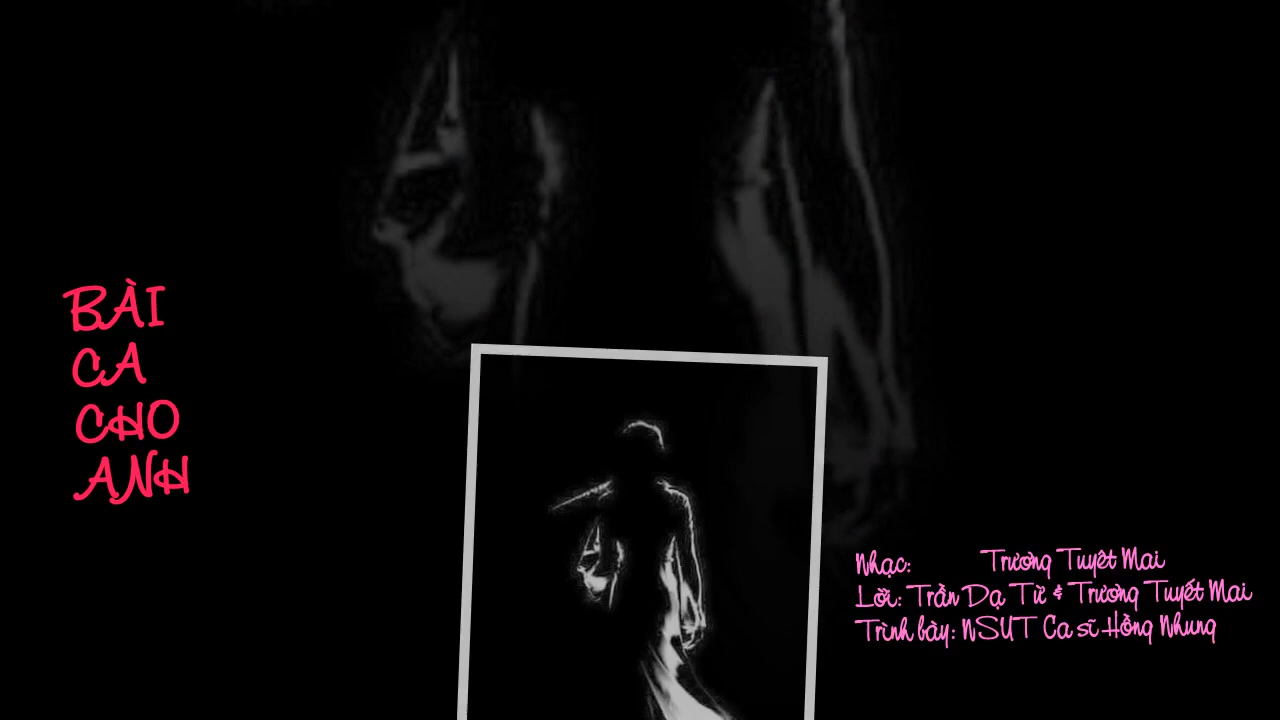 BÀI
CA
CHO
ANH
Nhạc: Trương Tuyết Mai
Lời: Trần Dạ Từ & Trương Tuyết Mai
Trình bày: NSUT Ca sĩ Hồng Nhung